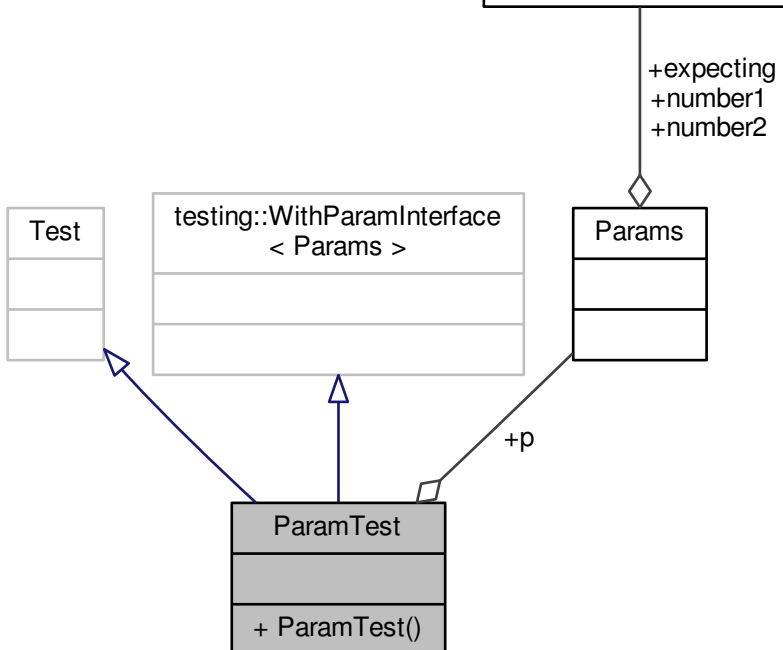 +expecting
+number1
+number2
Test
testing::WithParamInterface
< Params >
Params
+p
ParamTest
+ ParamTest()